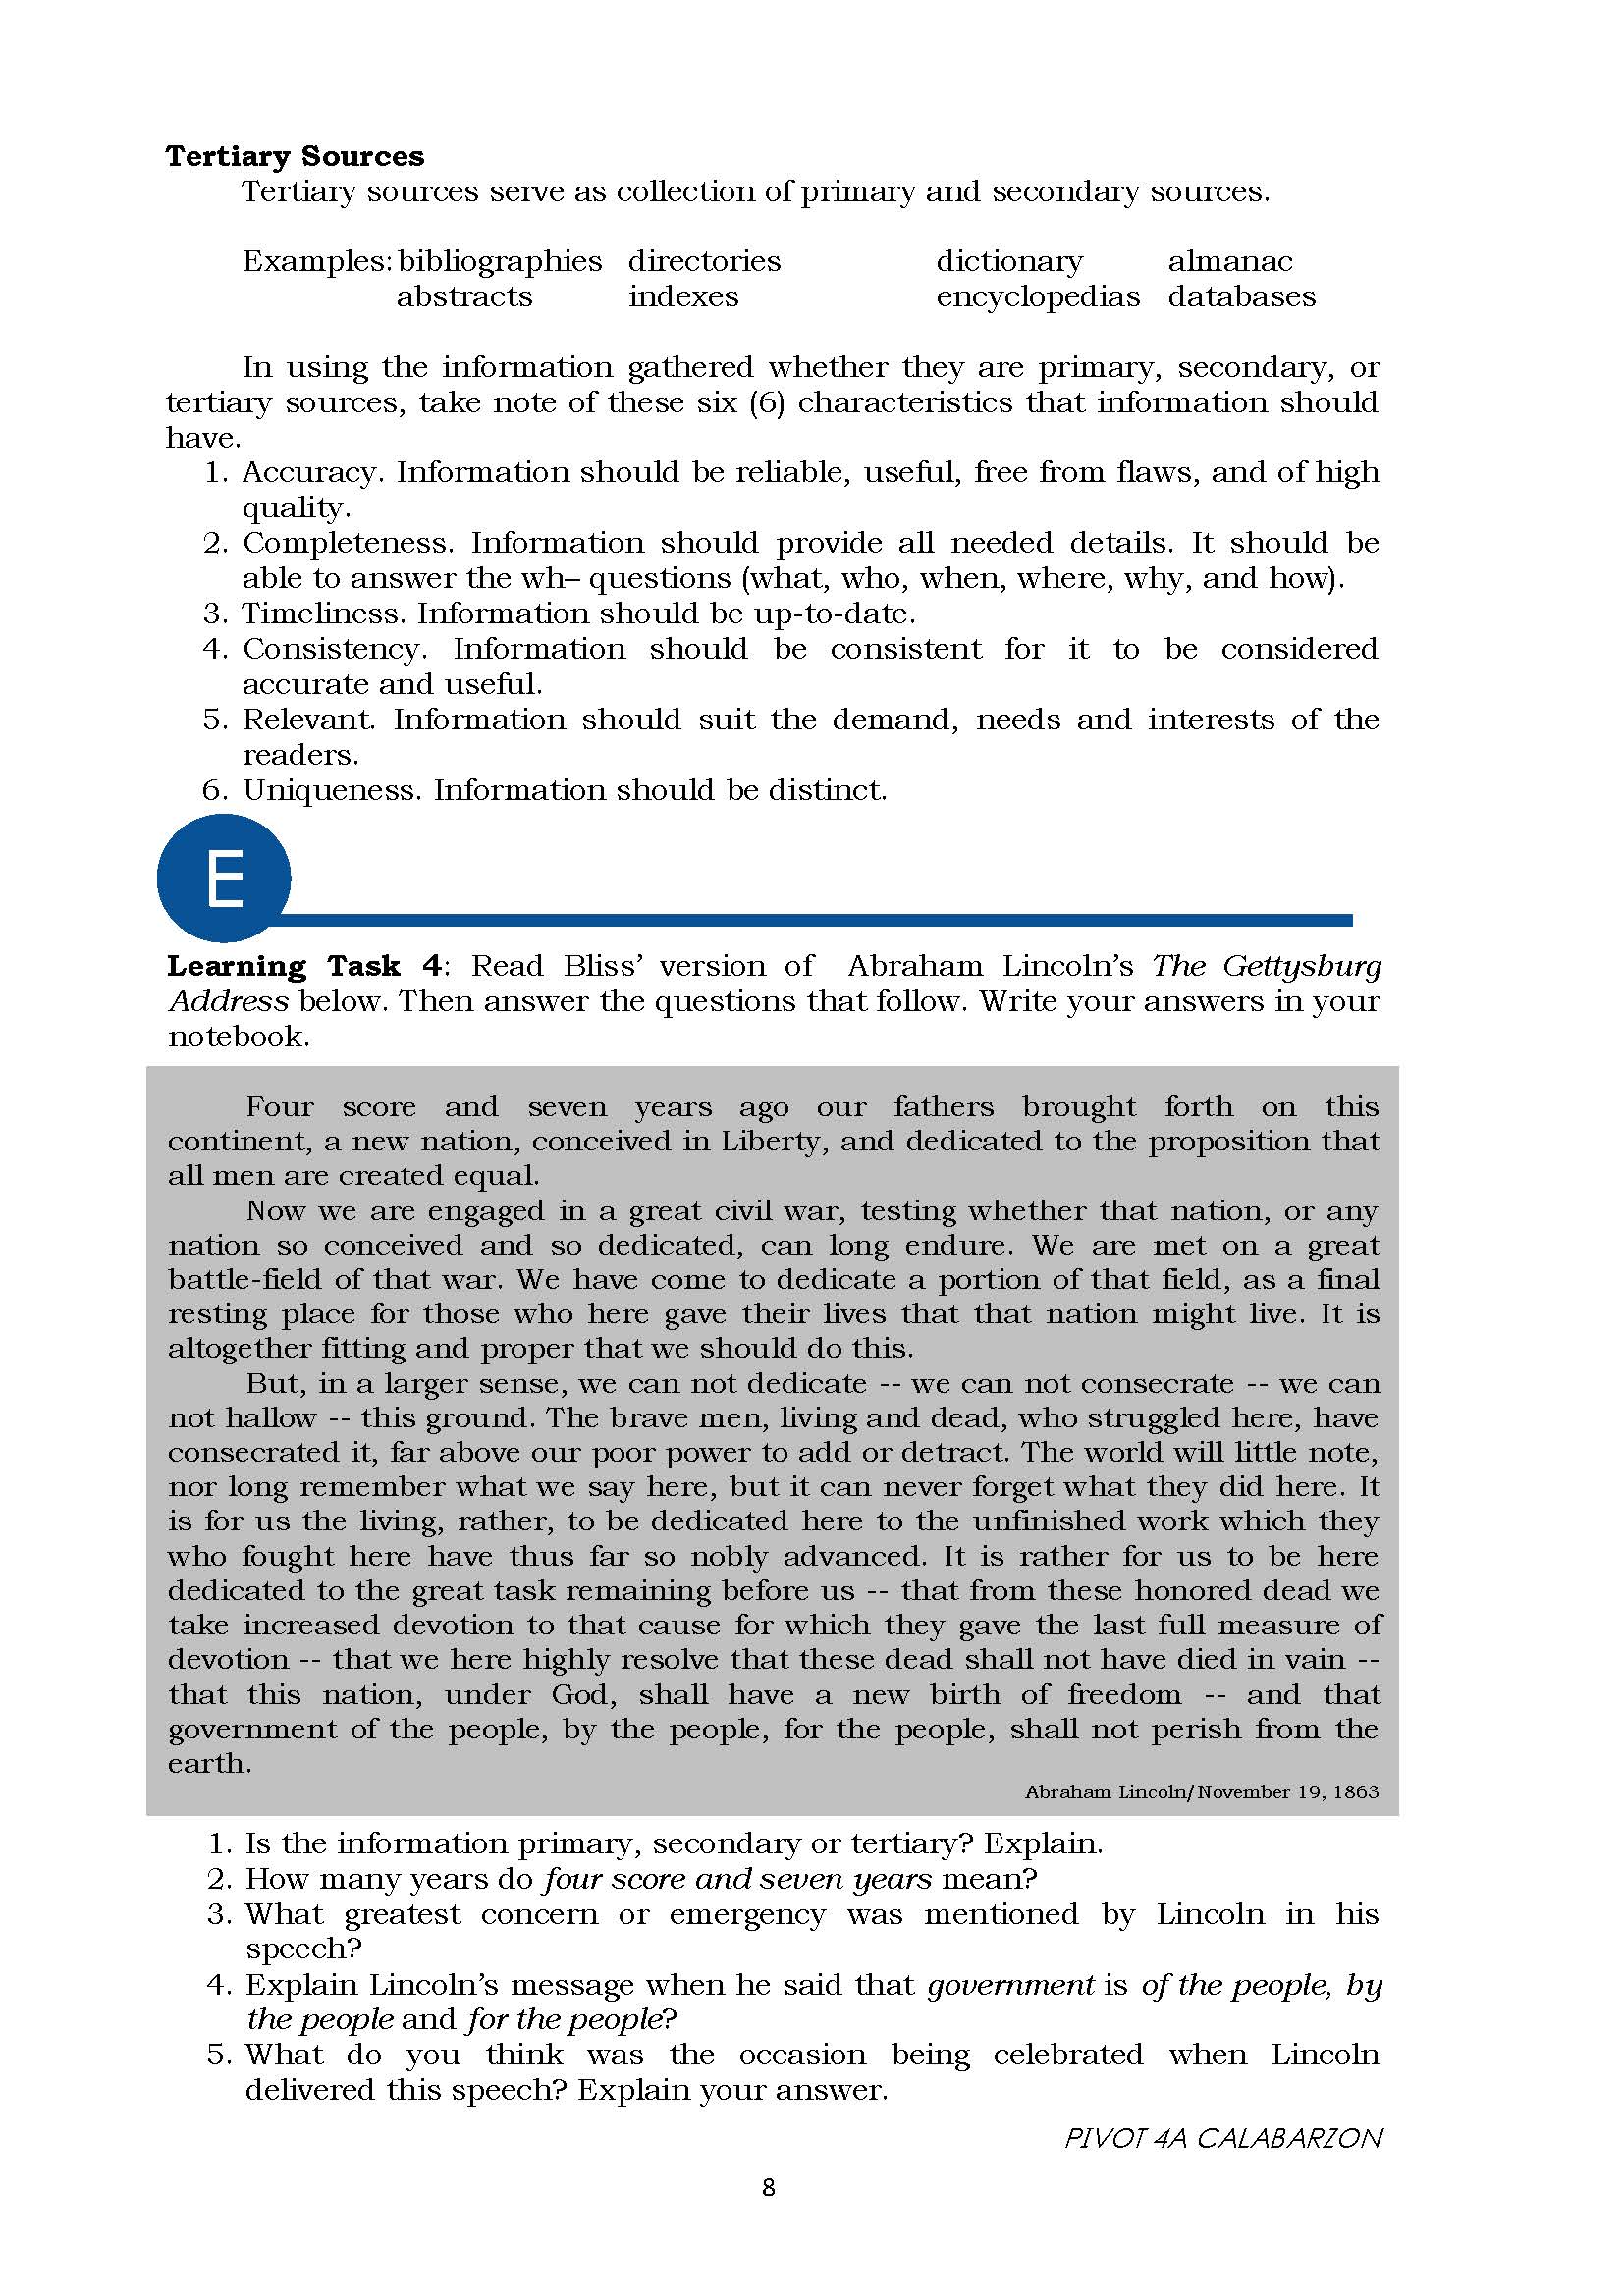 Tertiary Sources
Tertiary sources serve as collection of primary and secondary sources.
Examples: bibliographies directories dictionary almanac
abstracts indexes encyclopedias databases
In using the information gathered whether they are primary, secondary, or
tertiary sources, take note of these six (6) characteristics that information should
have.
1. Accuracy. Information should be reliable, useful, free from flaws, and of high
quality.
2. Completeness. Information should provide all needed details. It should be
able to answer the wh– questions (what, who, when, where, why, and how).
3. Timeliness. Information should be up-to-date.
4. Consistency. Information should be consistent for it to be considered
accurate and useful.
5. Relevant. Information should suit the demand, needs and interests of the
readers.
6. Uniqueness. Information should be distinct.
E
Learning Task 4: Read Bliss’ version of Abraham Lincoln’s The Gettysburg
Address below. Then answer the questions that follow. Write your answers in your
notebook.
Four score and seven years ago our fathers brought forth on this
continent, a new nation, conceived in Liberty, and dedicated to the proposition that
all men are created equal.
Now we are engaged in a great civil war, testing whether that nation, or any
nation so conceived and so dedicated, can long endure. We are met on a great
battle-field of that war. We have come to dedicate a portion of that field, as a final
resting place for those who here gave their lives that that nation might live. It is
altogether fitting and proper that we should do this.
But, in a larger sense, we can not dedicate -- we can not consecrate -- we can
not hallow -- this ground. The brave men, living and dead, who struggled here, have
consecrated it, far above our poor power to add or detract. The world will little note,
nor long remember what we say here, but it can never forget what they did here. It
is for us the living, rather, to be dedicated here to the unfinished work which they
who fought here have thus far so nobly advanced. It is rather for us to be here
dedicated to the great task remaining before us -- that from these honored dead we
take increased devotion to that cause for which they gave the last full measure of
devotion -- that we here highly resolve that these dead shall not have died in vain --
that this nation, under God, shall have a new birth of freedom -- and that
government of the people, by the people, for the people, shall not perish from the
earth.
Abraham Lincoln/November 19, 1863
1. Is the information primary, secondary or tertiary? Explain.
2. How many years do four score and seven years mean?
3. What greatest concern or emergency was mentioned by Lincoln in his
speech?
4. Explain Lincoln’s message when he said that government is of the people, by
the people and for the people?
5. What do you think was the occasion being celebrated when Lincoln
delivered this speech? Explain your answer.
PIVOT 4A CALABARZON
8